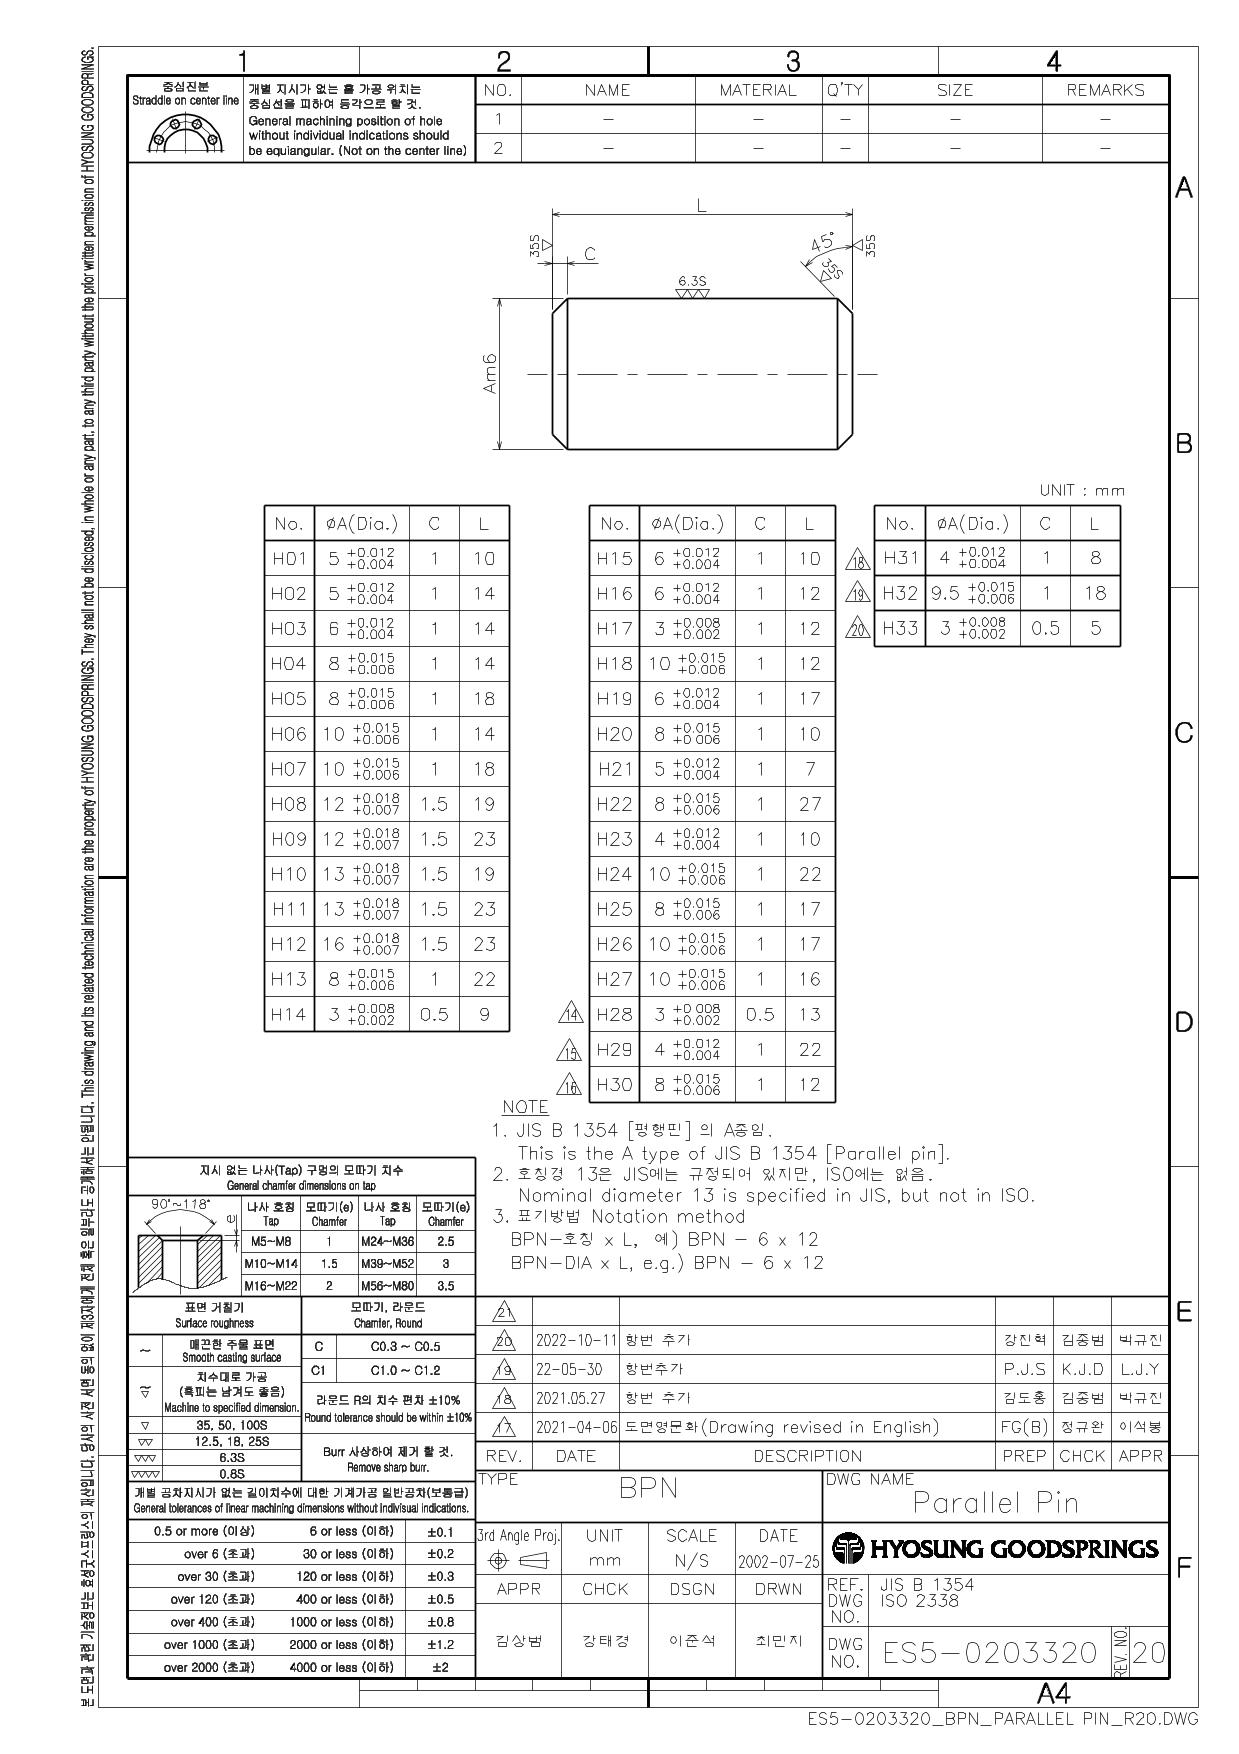 1 2 3 4
중심진분
Straddle on center line
개별 지시가 없는 홀 가공 위치는
중심선을 피하여 등각으로 할 것.
General machining position of hole
without individual indications should
be equiangular. (Not on the center line)
NO. NAME MATERIAL Q'TY SIZE REMARKS
1 – – – – –
2 – – – – –
A
L
35S
C
45°
35S
35S
6.3S
Am6
B
UNIT : mm
No. ØA(Dia.) C L
H01 5 +0.012 +0.004 1 10
H02 5 +0.012 +0.004 1 14
H03 6 +0.012 +0.004 1 14
H04 8 +0.015 +0.006 1 14
H05 8 +0.015 +0.006 1 18
H06 10 +0.015 +0.006 1 14
H07 10 +0.015 +0.006 1 18
H08 12 +0.018 +0.007 1.5 19
H09 12 +0.018 +0.007 1.5 23
H10 13 +0.018 +0.007 1.5 19
H11 13 +0.018 +0.007 1.5 23
H12 16 +0.018 +0.007 1.5 23
H13 8 +0.015 +0.006 1 22
H14 3 +0.008 +0.002 0.5 9
No. ØA(Dia.) C L
H15 6 +0.012 +0.004 1 10
H16 6 +0.012 +0.004 1 12
H17 3 +0.008 +0.002 1 12
H18 10 +0.015 +0.006 1 12
H19 6 +0.012 +0.004 1 17
H20 8 +0.015 +0.006 1 10
H21 5 +0.012 +0.004 1 7
H22 8 +0.015 +0.006 1 27
H23 4 +0.012 +0.004 1 10
H24 10 +0.015 +0.006 1 22
H25 8 +0.015 +0.006 1 17
H26 10 +0.015 +0.006 1 17
H27 10 +0.015 +0.006 1 16
14 H28 3 +0.008 +0.002 0.5 13
15 H29 4 +0.012 +0.004 1 22
16 H30 8 +0.015 +0.006 1 12
No. ØA(Dia.) C L
18 H31 4 +0.012 +0.004 1 8
19 H32 9.5 +0.015 +0.006 1 18
20 H33 3 +0.008 +0.002 0.5 5
C
D
NOTE
1. JIS B 1354 [평행핀] 의 A종임.
This is the A type of JIS B 1354 [Parallel pin].
2. 호칭경 13은 JIS에는 규정되어 있지만, ISO에는 없음.
Nominal diameter 13 is specified in JIS, but not in ISO.
3. 표기방법 Notation method
BPN-호칭 x L, 예) BPN - 6 x 12
BPN-DIA x L, e.g.) BPN - 6 x 12
지시 없는 나사(Tap) 구멍의 모따기 치수
General chamfer dimensions on tap
90°~118°
e
나사 호칭 모따기(e) 나사 호칭 모따기(e)
Tap Chamfer Tap Chamfer
M5~M8 1 M24~M36 2.5
M10~M14 1.5 M39~M52 3
M16~M22 2 M56~M80 3.5
표면 거칠기
Surface roughness
모따기, 라운드
Chamfer, Round
~ 매끈한 주물 표면
Smooth casting surface
C C0.3 ~ C0.5
치수대로 가공
(흑피는 남겨도 좋음)
Machine to specified dimension.
C1 C1.0 ~ C1.2
라운드 R의 치수 편차 ±10%
Round tolerance should be within ±10%
35, 50, 100S
12.5, 18, 25S
6.3S
0.8S
Burr 사상하여 제거 할 것.
Remove sharp burr.
개별 공차지시가 없는 길이치수에 대한 기계가공 일반공차(보통급)
General tolerances of linear machining dimensions without indivisual indications.
0.5 or more (이상) 6 or less (이하) ±0.1
over 6 (초과) 30 or less (이하) ±0.2
over 30 (초과) 120 or less (이하) ±0.3
over 120 (초과) 400 or less (이하) ±0.5
over 400 (초과) 1000 or less (이하) ±0.8
over 1000 (초과) 2000 or less (이하) ±1.2
over 2000 (초과) 4000 or less (이하) ±2
E
21
20 2022-10-11 항번 추가 강진혁 김종범 박규진
19 22-05-30 항번추가 P.J.S K.J.D L.J.Y
18 2021.05.27 항번 추가 김도홍 김종범 박규진
17 2021-04-06 도면영문화(Drawing revised in English) FG(B) 정규완 이석봉
REV. DATE DESCRIPTION PREP CHCK APPR
TYPE BPN
DWG NAME
Parallel Pin
3rd Angle Proj. UNIT SCALE DATE
mm N/S 2002-07-25
HYOSUNG GOODSPRINGS
F
APPR CHCK DSGN DRWN
김상범 강태경 이준석 최민지
REF. DWG NO.
JIS B 1354
ISO 2338
DWG NO.
ES5-0203320
REV. NO.
20
A4
ES5-0203320_BPN_PARALLEL PIN_R20.DWG
본 도면과 관련 기술정보는 효성굿스프링스의 재산입니다. 당사의 사전 서면 동의 없이 제3자에게 전체 혹은 일부라도 공개해서는 안됩니다. This drawing and its related technical information are the property of HYOSUNG GOODSPRINGS. They shall not be disclosed, in whole or any part, to any third party without the prior written permission of HYOSUNG GOODSPRINGS.